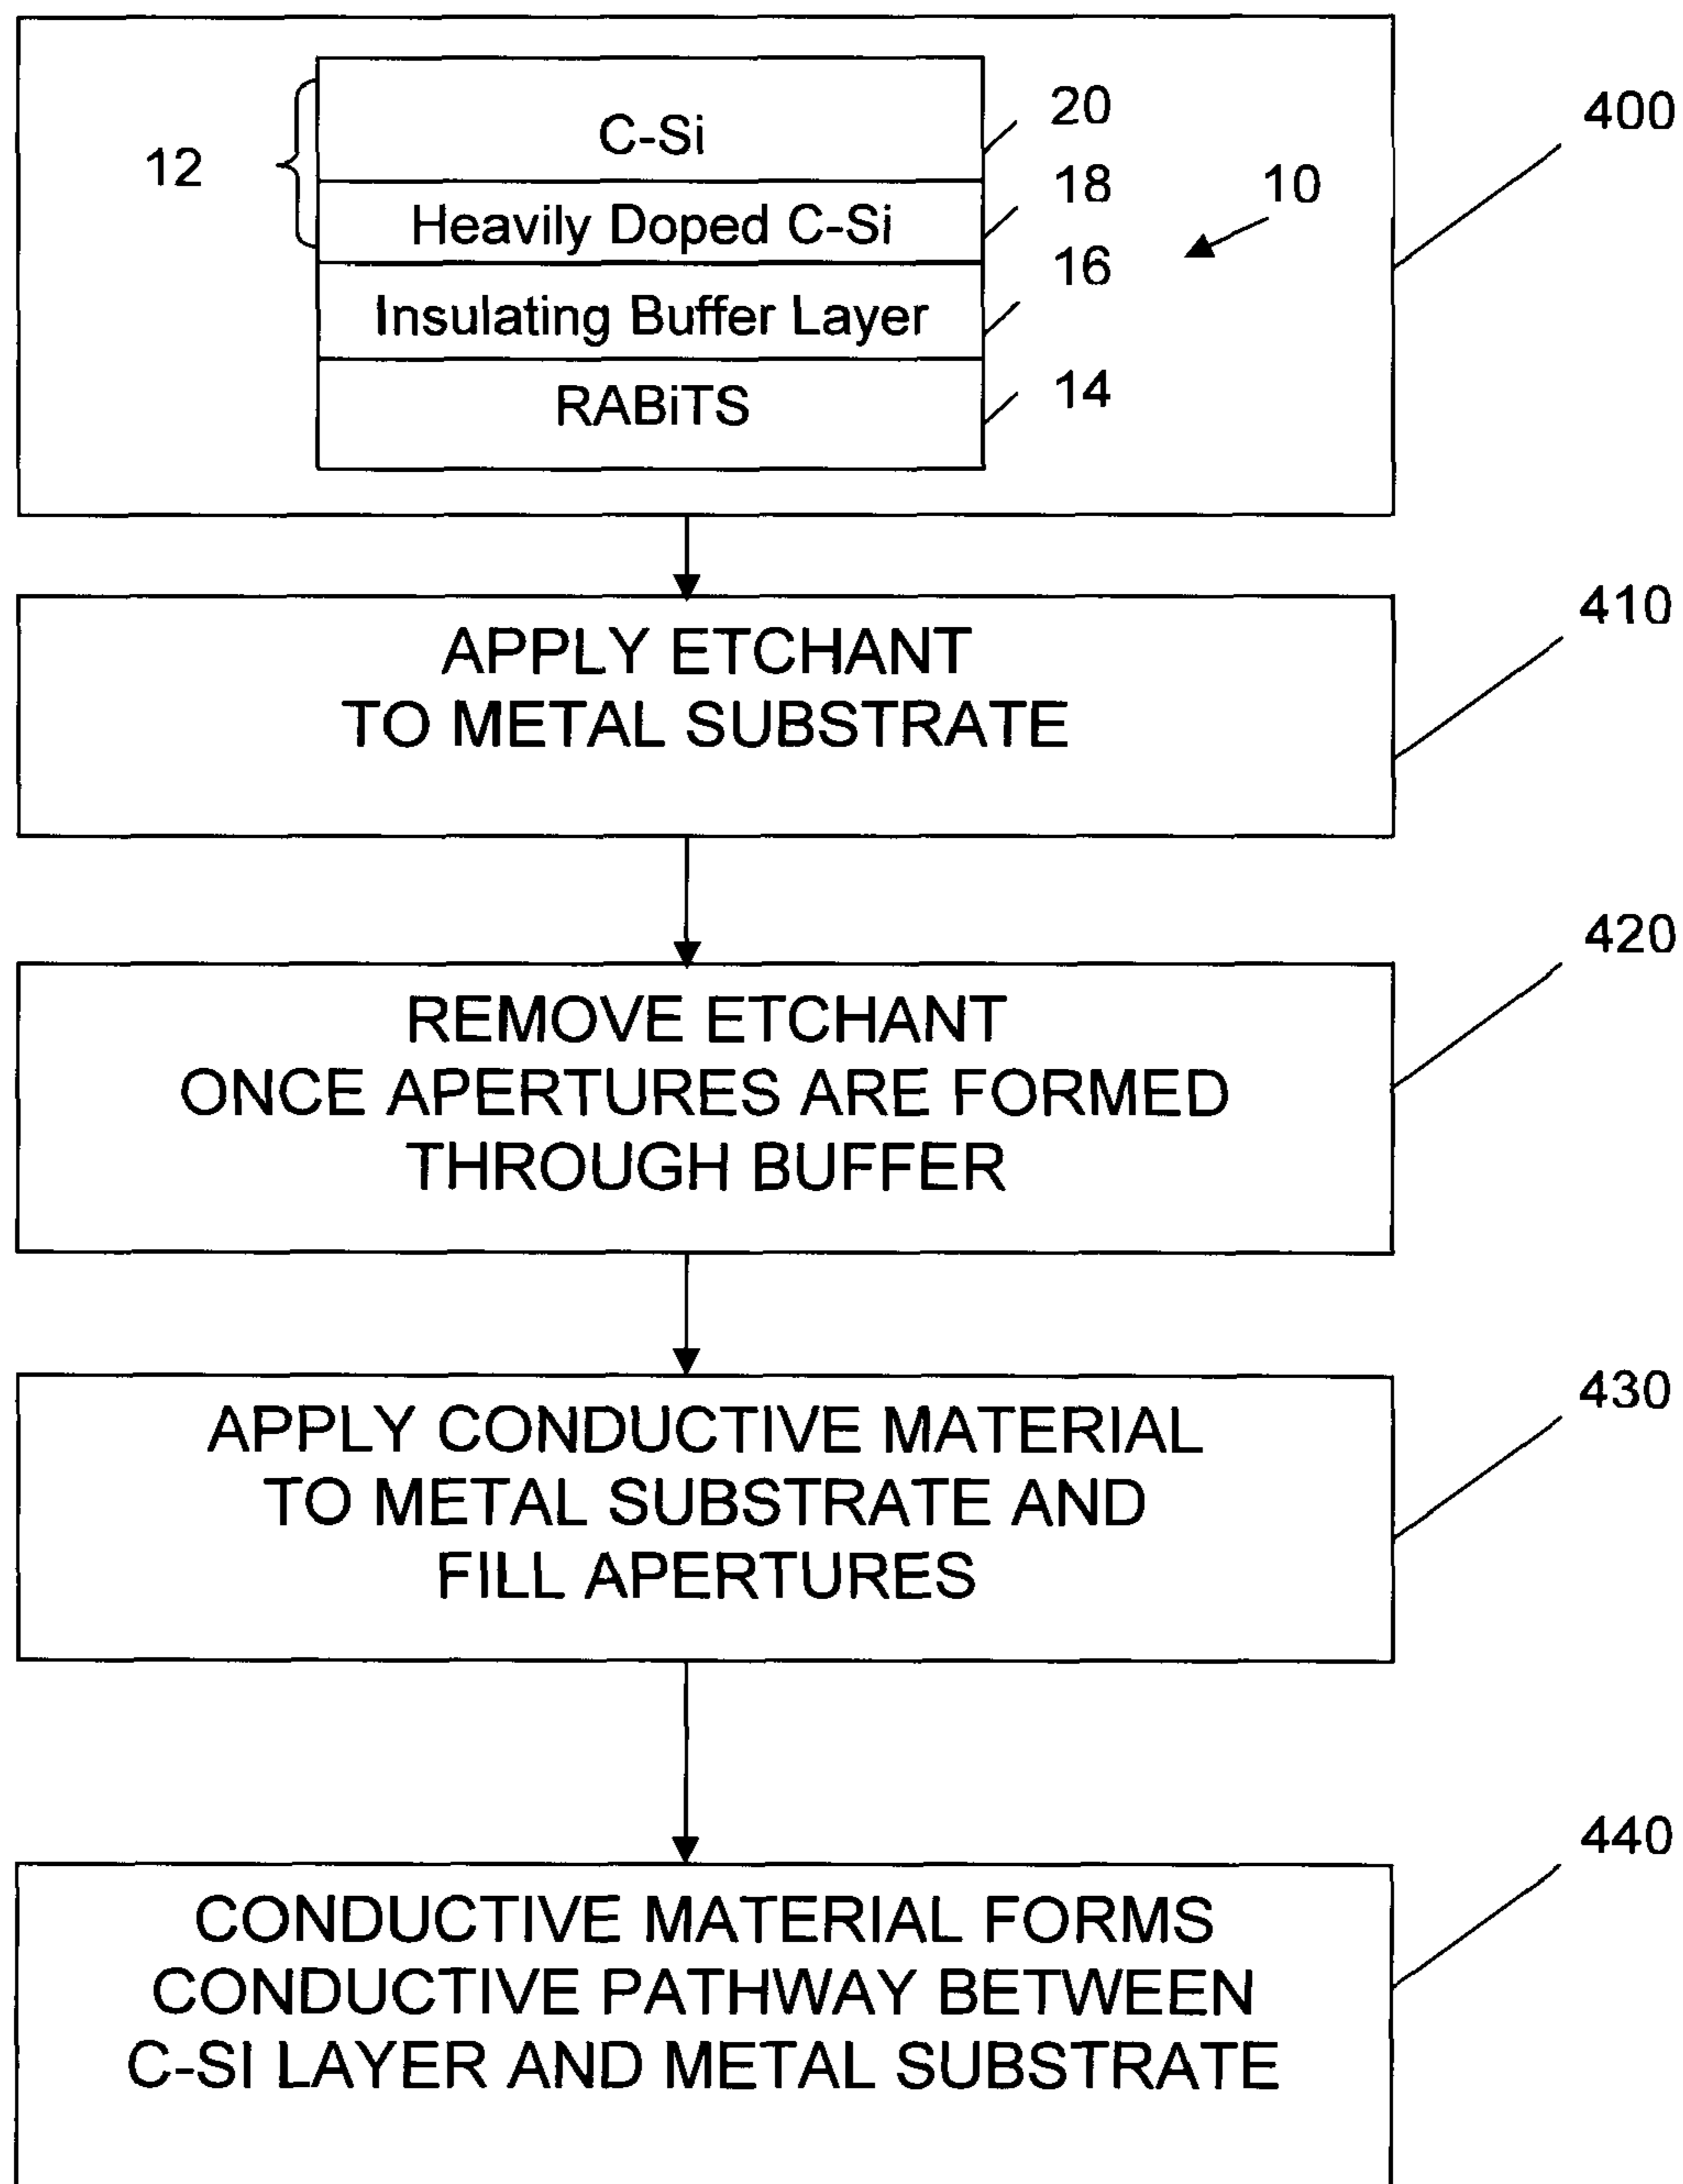 400
20
C-Si
12
18
10
Heavily Doped C-Si
16
Insulating Buffer Layer
14
RABiTS
410
APPLY ETCHANT
TO METAL SUBSTRATE
420
REMOVE ETCHANT
ONCE APERTURES ARE FORMED
THROUGH BUFFER
430
APPLY CONDUCTIVE MATERIAL
TO METAL SUBSTRATE AND
FILL APERTURES
440
CONDUCTIVE MATERIAL FORMS
CONDUCTIVE PATHWAY BETWEEN
C-SI LAYER AND METAL SUBSTRATE